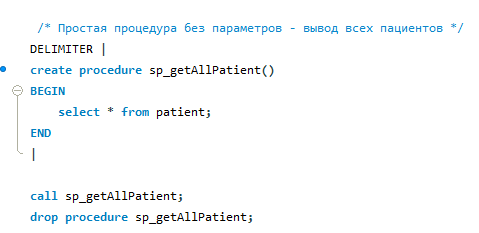 /* Простая процедура без параметров - вывод всех пациентов */
DELIMITER |
create procedure sp_getAllPatient()
BEGIN
select * from patient;
END
|
call sp_getAllPatient;
drop procedure sp_getAllPatient;